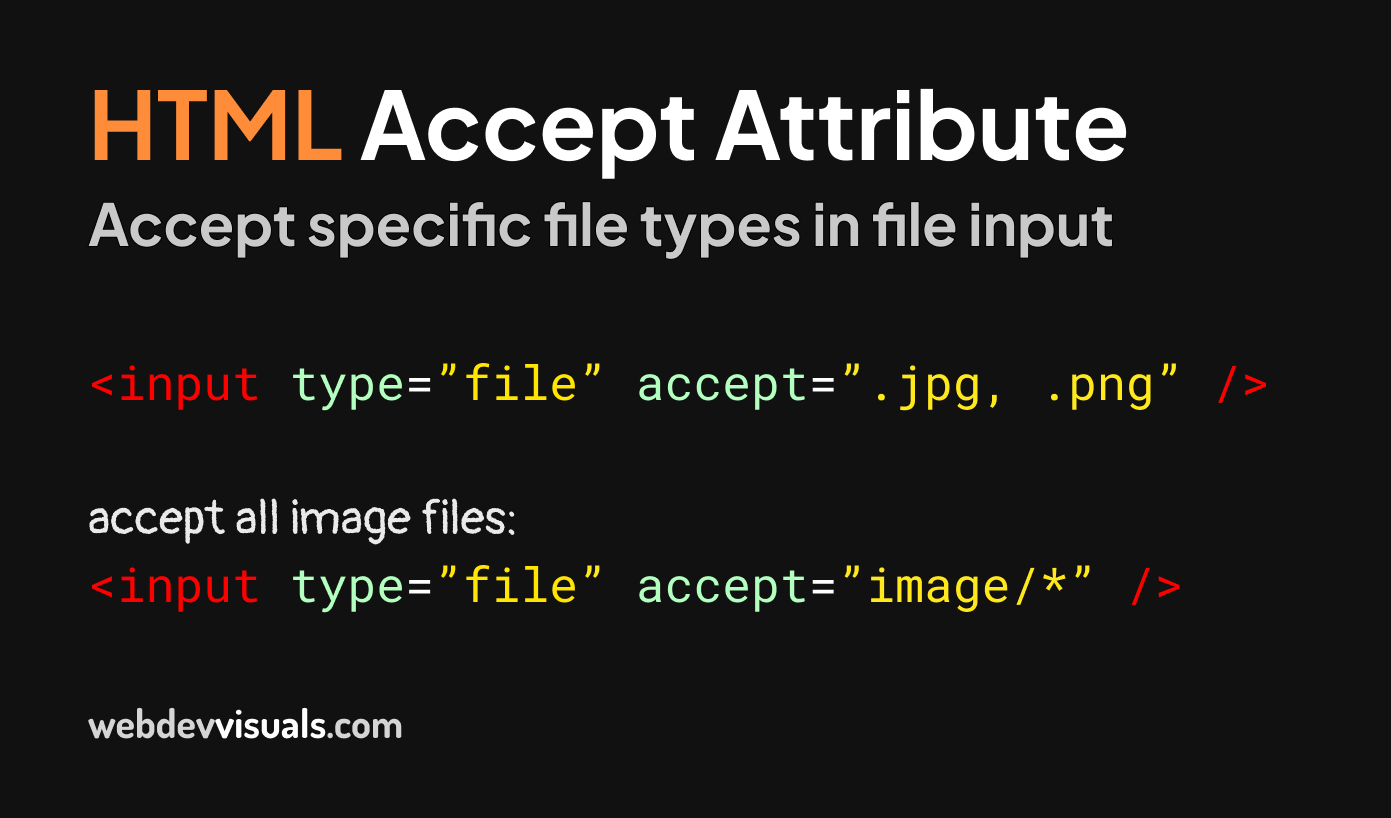 HTML Accept Attribute
Accept specific file types in file input
<input type=”file” accept=”.jpg, .png” />
accept all image files:
<input type=”file” accept=”image/*” />
webdevvisuals.com